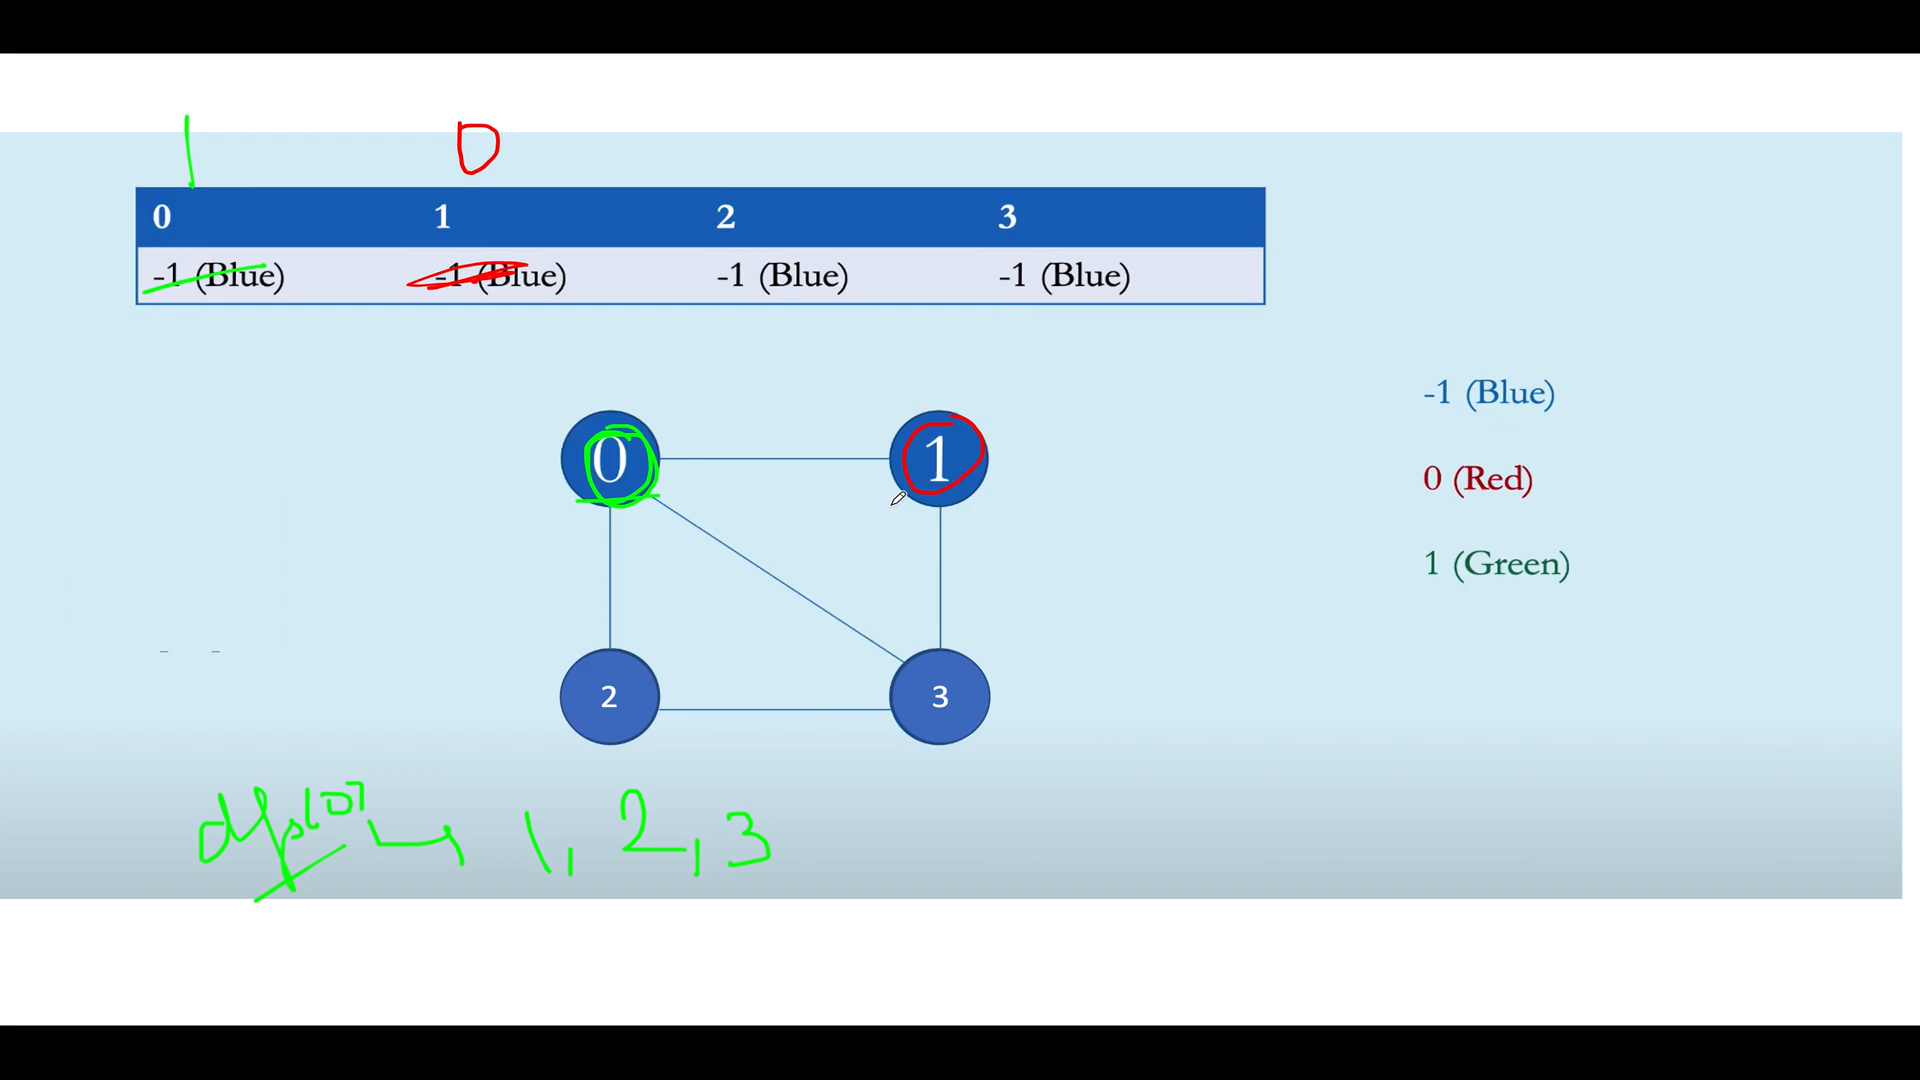 1 0
0 1 2 3
-1 (Blue) -1 (Blue) -1 (Blue) -1 (Blue)
0 1
-1 (Blue)
0 (Red)
1 (Green)
2 3
dfs(0) 1, 2, 3